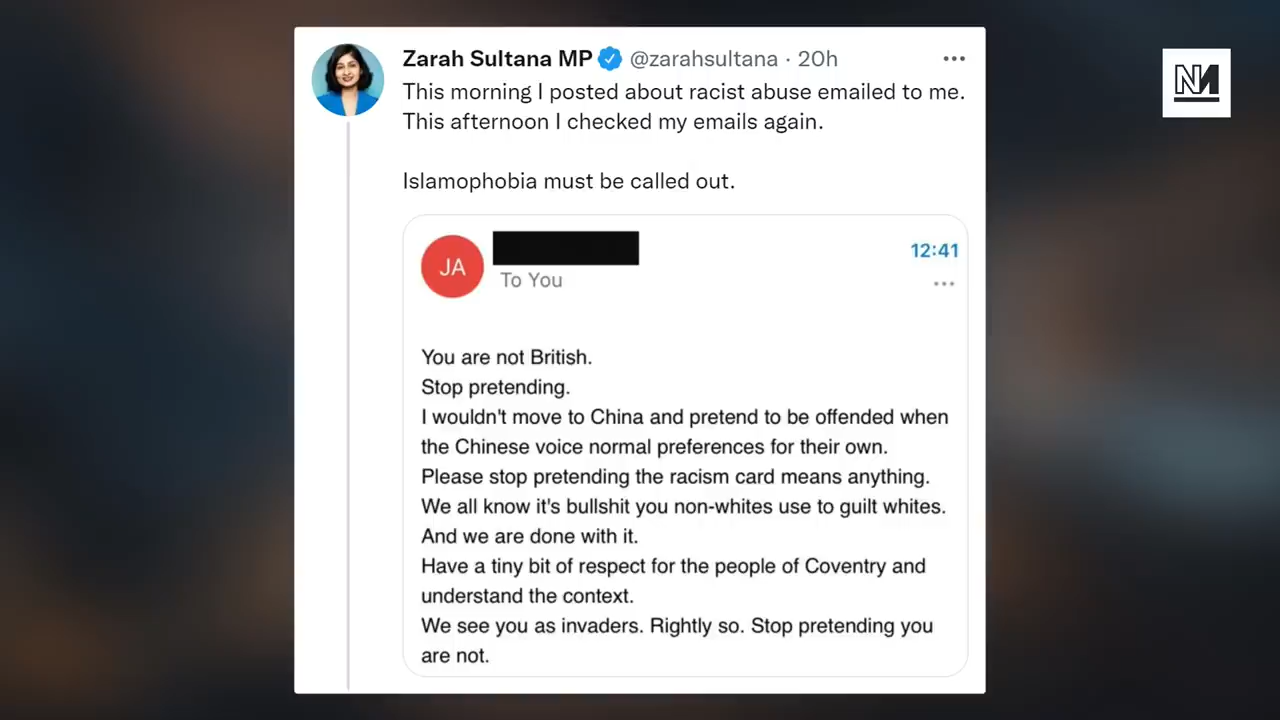 Zarah Sultana MP @zarahsultana · 20h
This morning I posted about racist abuse emailed to me.
This afternoon I checked my emails again.
Islamophobia must be called out.
JA
12:41
To You
You are not British.
Stop pretending.
I wouldn't move to China and pretend to be offended when
the Chinese voice normal preferences for their own.
Please stop pretending the racism card means anything.
We all know it's bullshit you non-whites use to guilt whites.
And we are done with it.
Have a tiny bit of respect for the people of Coventry and
understand the context.
We see you as invaders. Rightly so. Stop pretending you
are not.
NM